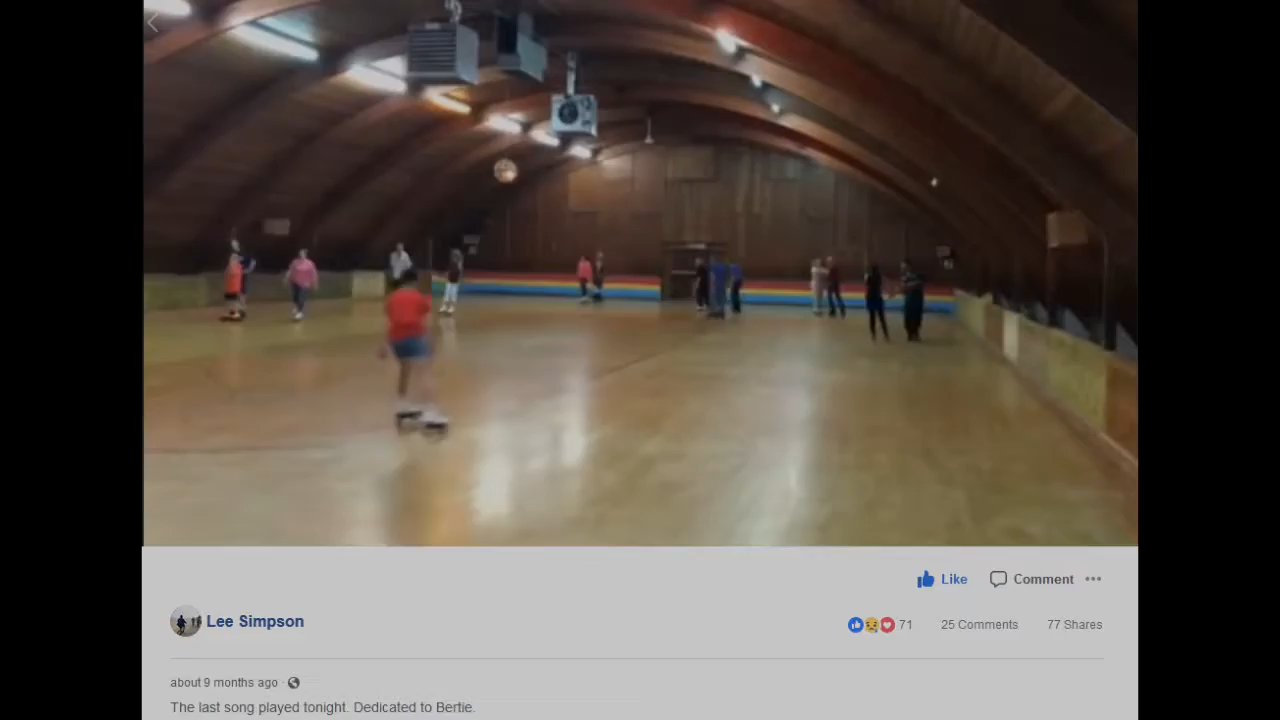 Like Comment
Lee Simpson
71 25 Comments 77 Shares
about 9 months ago ·
The last song played tonight. Dedicated to Bertie.